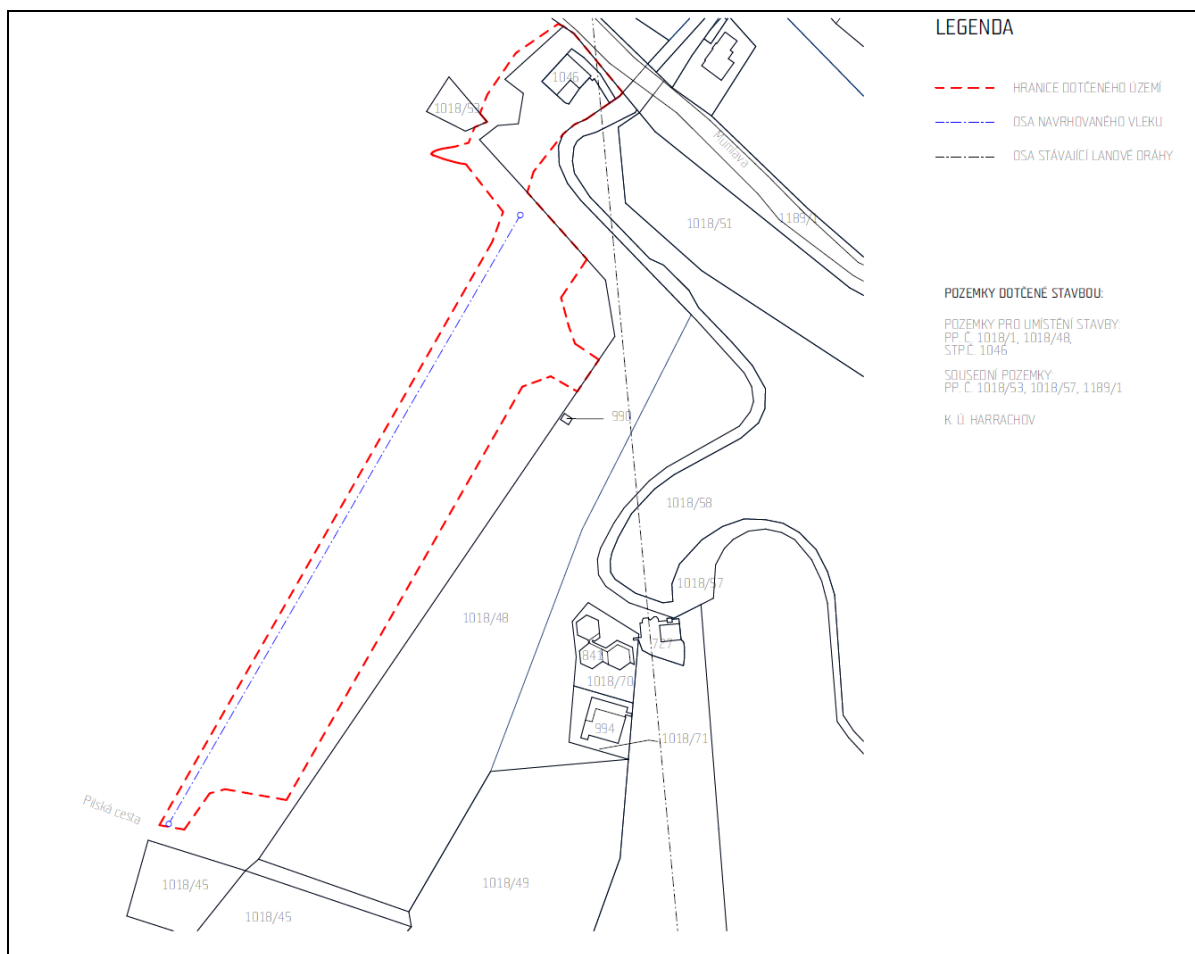 LEGENDA
HRANICE DOTČENÉHO ÚZEMÍ
OSA NAVRHOVANÉHO VLEKU
OSA STÁVAJÍCÍ LANOVÉ DRÁHY
POZEMKY DOTČENÉ STAVBOU:
POZEMKY PRO UMÍSTĚNÍ STAVBY:
PP. Č. 1018/1, 1018/48,
STP.Č. 1046
SOUSEDNÍ POZEMKY:
PP. Č. 1018/53, 1018/57, 1189/1
K. Ú. HARRACHOV
1046
1018/53
Mumlava
1018/51
1189/1
990
1018/58
1018/57
1018/48
727
841
1018/70
994
1018/71
Pilská cesta
1018/45
1018/49
1018/45